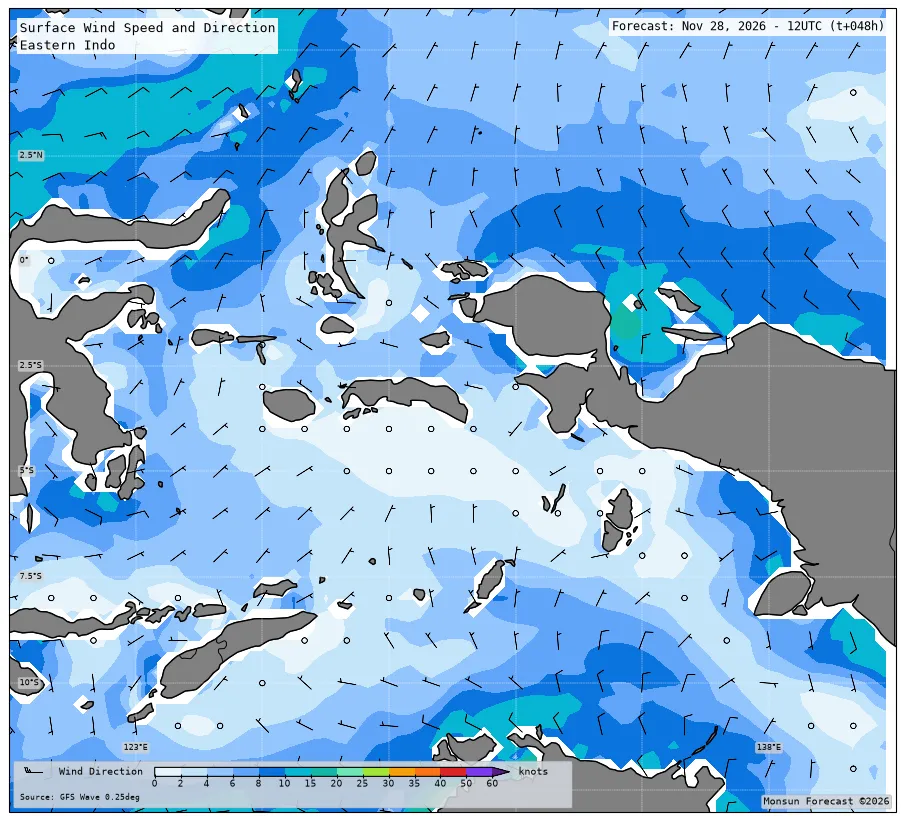 Surface Wind Speed and Direction
Eastern Indo
Forecast: Nov 28, 2026 - 12UTC (t+048h)
2.5°N
0°
2.5°S
5°S
7.5°S
10°S
123°E
138°E
Wind Direction
knots
0 2 4 6 8 10 15 20 25 30 40 50 60
Source: GFS Wave 0.25deg
Monsun Forecast ©2026